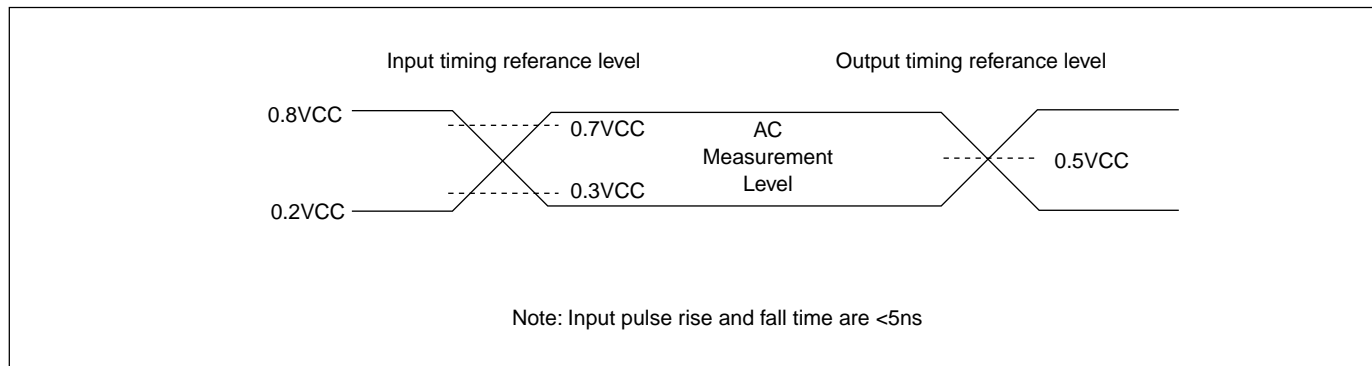 Input timing referance level
Output timing referance level
0.8VCC
0.7VCC
AC
Measurement
Level
0.5VCC
0.3VCC
0.2VCC
Note: Input pulse rise and fall time are <5ns